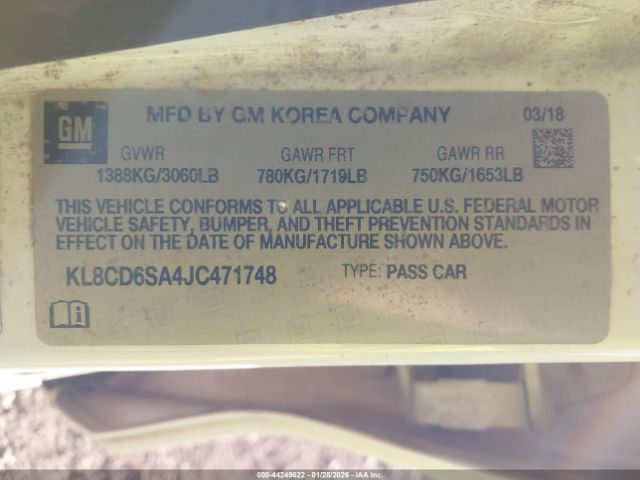 GM
MFD BY GM KOREA COMPANY 03/18
GVWR GAWR FRT GAWR RR
1388KG/3060LB 780KG/1719LB 750KG/1653LB
THIS VEHICLE CONFORMS TO ALL APPLICABLE U.S. FEDERAL MOTOR
VEHICLE SAFETY, BUMPER, AND THEFT PREVENTION STANDARDS IN
EFFECT ON THE DATE OF MANUFACTURE SHOWN ABOVE.
KL8CD6SA4JC471748 TYPE: PASS CAR
000-44249622 - 01/28/2026 - IAAI.COM